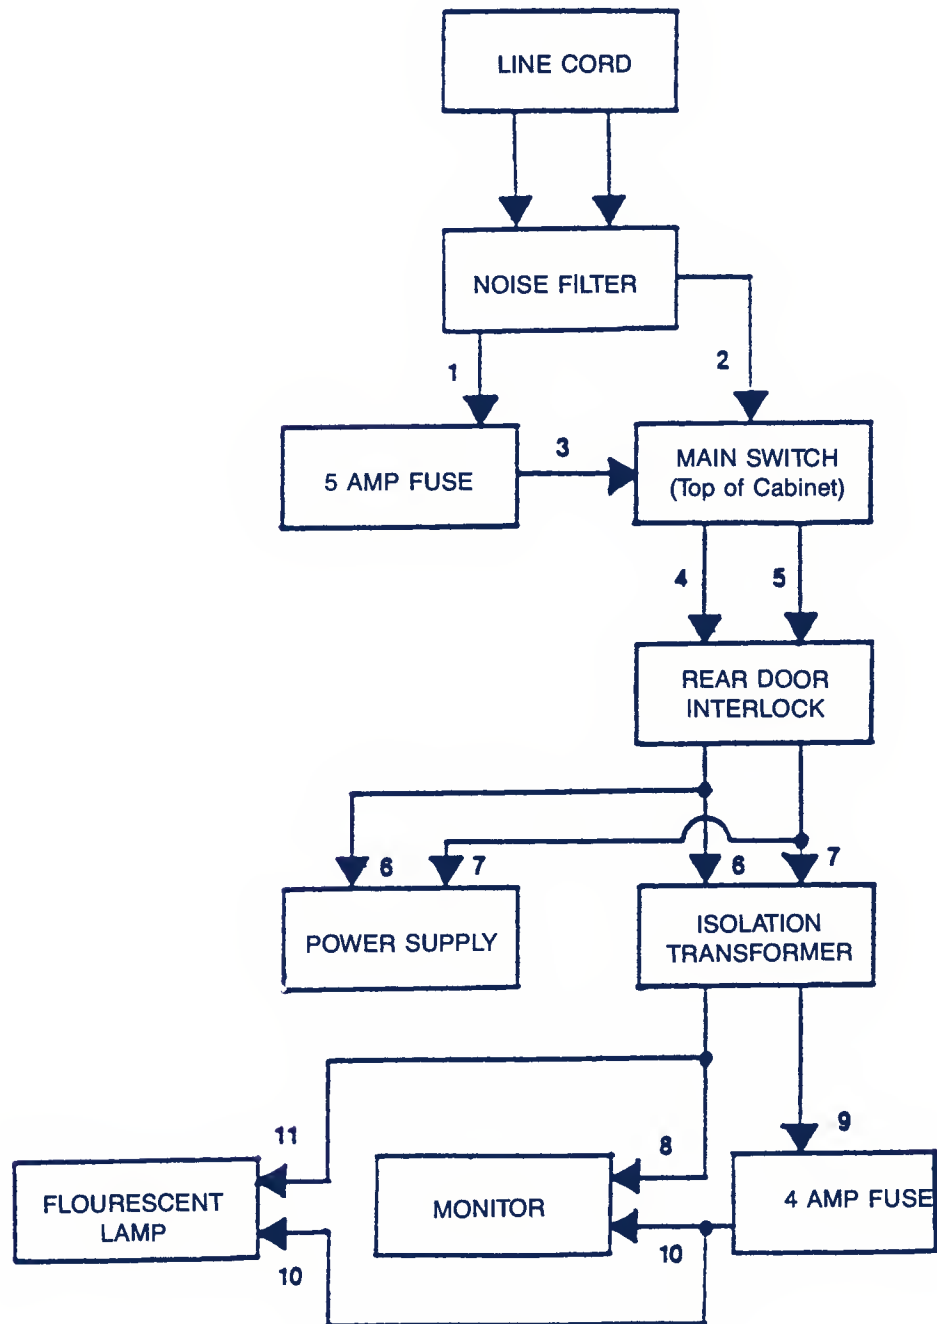 LINE CORD
NOISE FILTER
1
2
5 AMP FUSE
3
MAIN SWITCH
(Top of Cabinet)
4
5
REAR DOOR
INTERLOCK
6
7
6
7
POWER SUPPLY
ISOLATION
TRANSFORMER
9
11
8
FLOURESCENT
LAMP
MONITOR
4 AMP FUSE
10
10